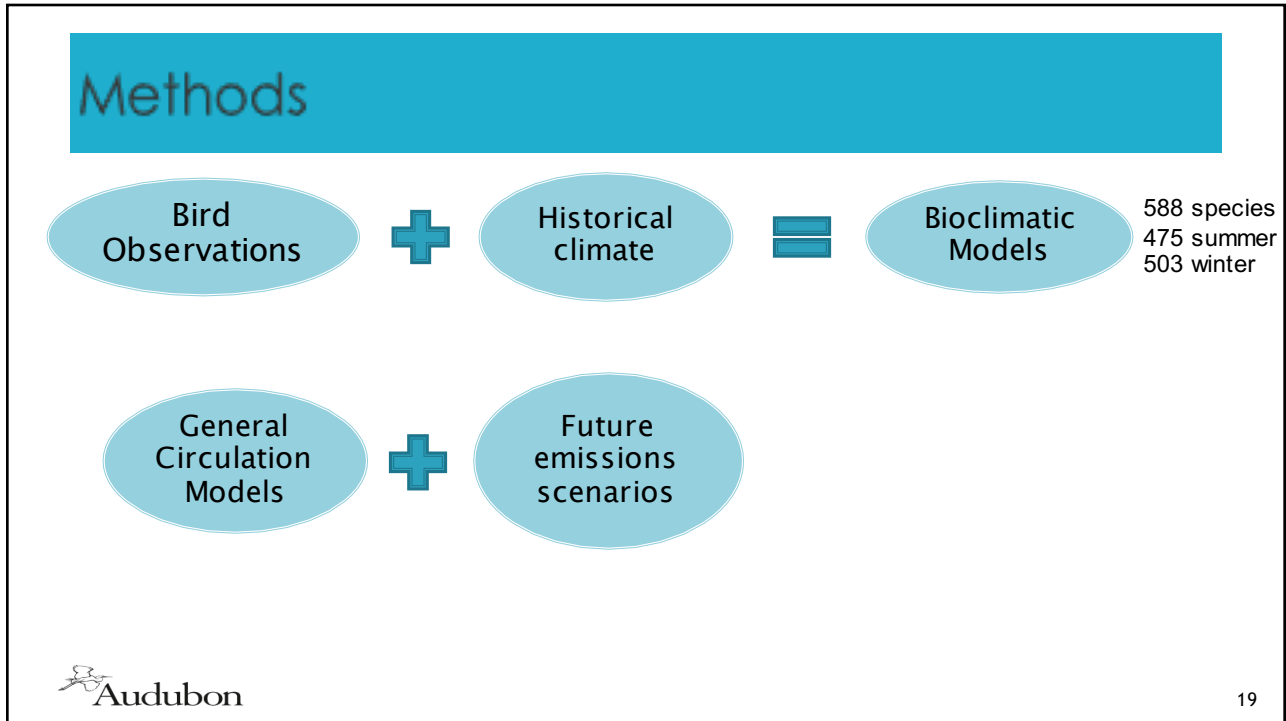 Methods
Bird
Observations
Historical
climate
Bioclimatic
Models
588 species
475 summer
503 winter
General
Circulation
Models
Future
emissions
scenarios
Audubon
19